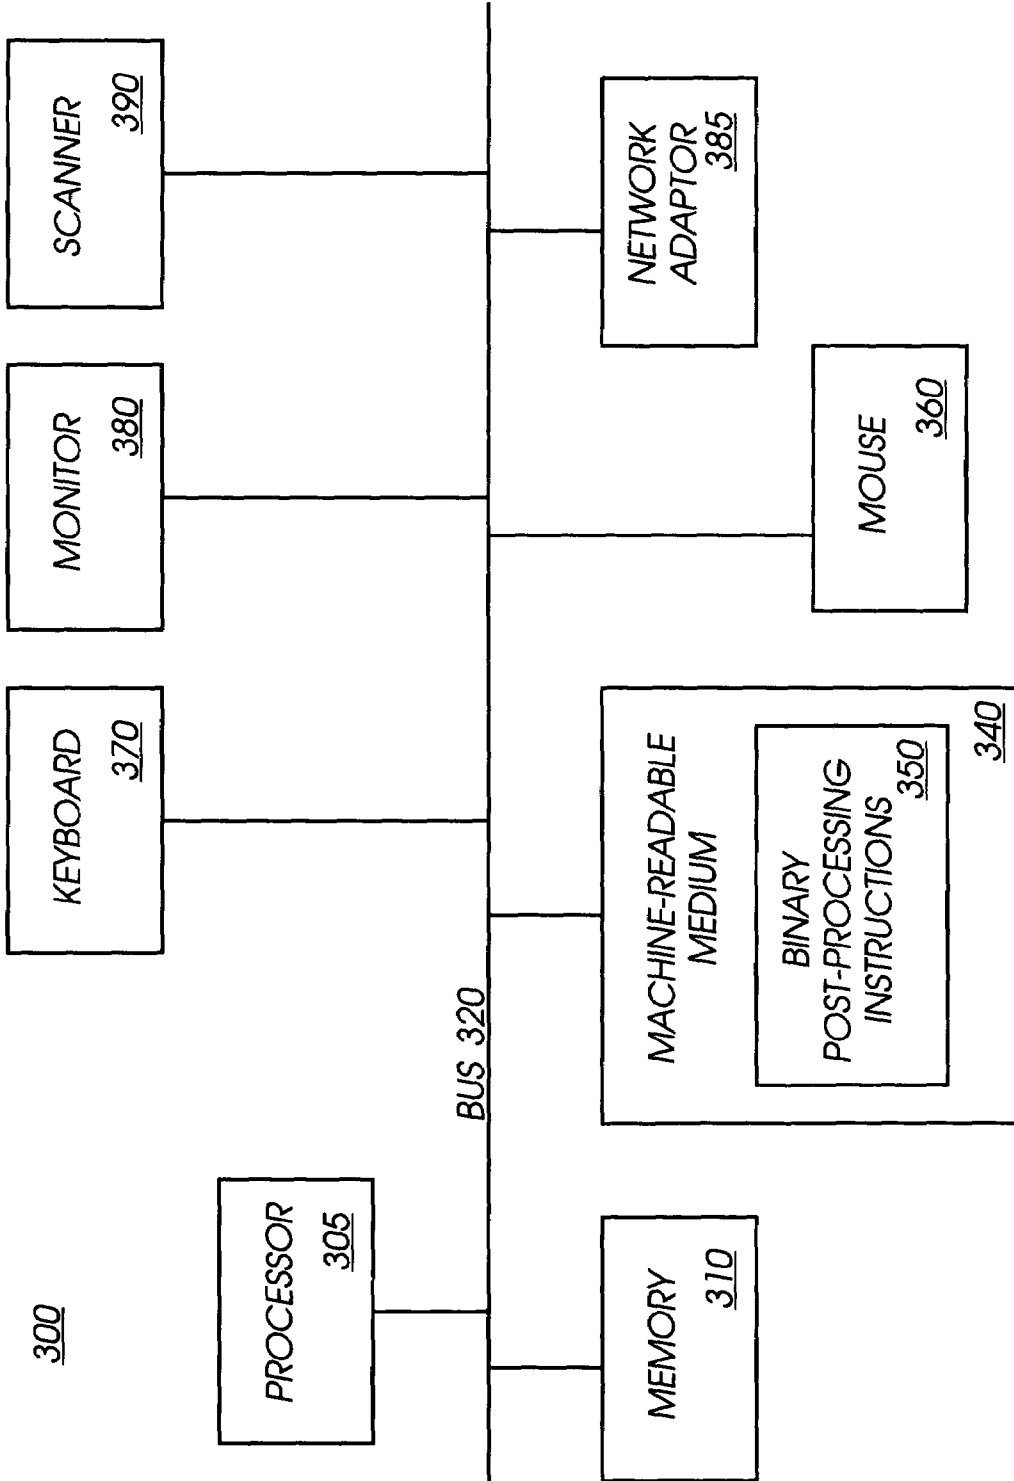 300
PROCESSOR
305
KEYBOARD
370
MONITOR
380
SCANNER
390
BUS 320
MEMORY
310
MACHINE-READABLE
MEDIUM
BINARY
POST-PROCESSING
INSTRUCTIONS
350
340
MOUSE
360
NETWORK
ADAPTOR
385